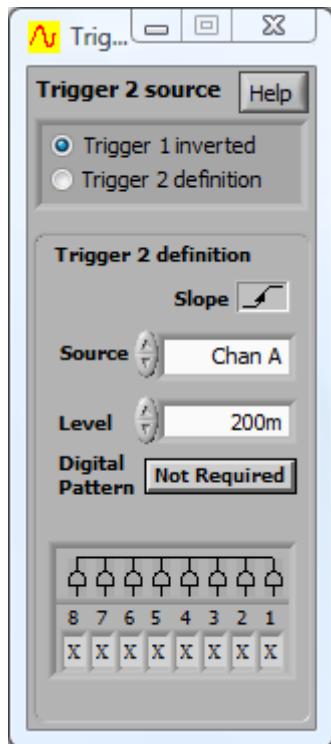 Trig...
Trigger 2 source Help
Trigger 1 inverted
Trigger 2 definition
Trigger 2 definition
Slope
Source Chan A
Level 200m
Digital
Pattern Not Required
8 7 6 5 4 3 2 1
X X X X X X X X